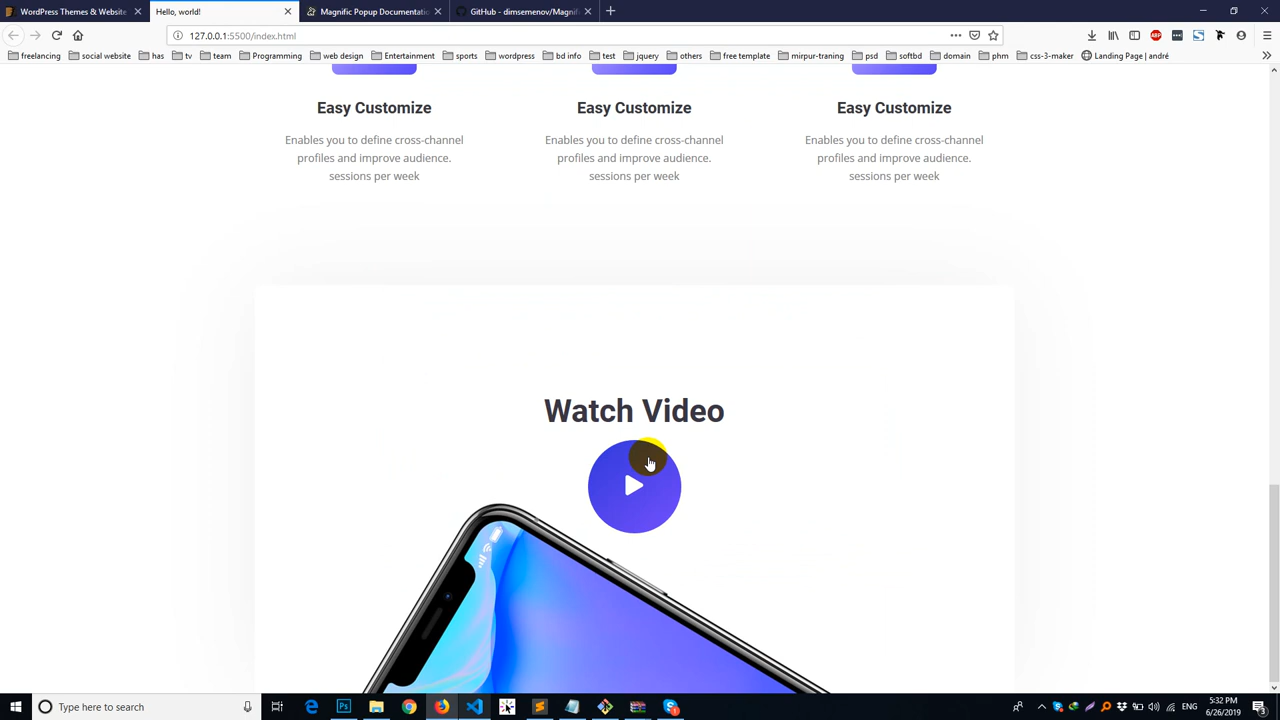 WordPress Themes & Website
Hello, world!
Magnific Popup Documentatio
GitHub - dimsemenov/Magnifi
127.0.0.1:5500/index.html
freelancing
social website
has
tv
team
Programming
web design
Entertainment
sports
wordpress
bd info
test
jquery
others
free template
mirpur-traning
psd
softbd
domain
phm
css-3-maker
Landing Page | andré
Easy Customize
Easy Customize
Easy Customize
Enables you to define cross-channel
profiles and improve audience.
sessions per week
Enables you to define cross-channel
profiles and improve audience.
sessions per week
Enables you to define cross-channel
profiles and improve audience.
sessions per week
Watch Video
Type here to search
ENG
5:32 PM
6/26/2019